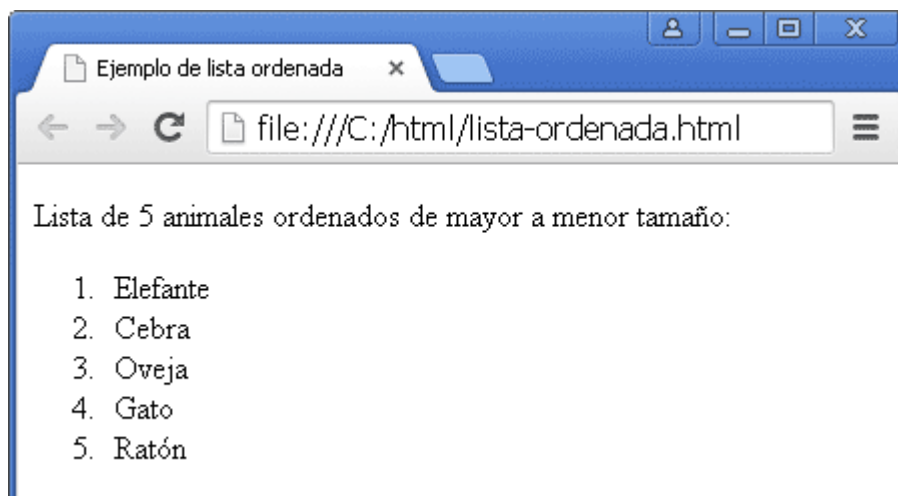 Ejemplo de lista ordenada
file:///C:/html/lista-ordenada.html
Lista de 5 animales ordenados de mayor a menor tamaño:
1. Elefante
2. Cebra
3. Oveja
4. Gato
5. Ratón